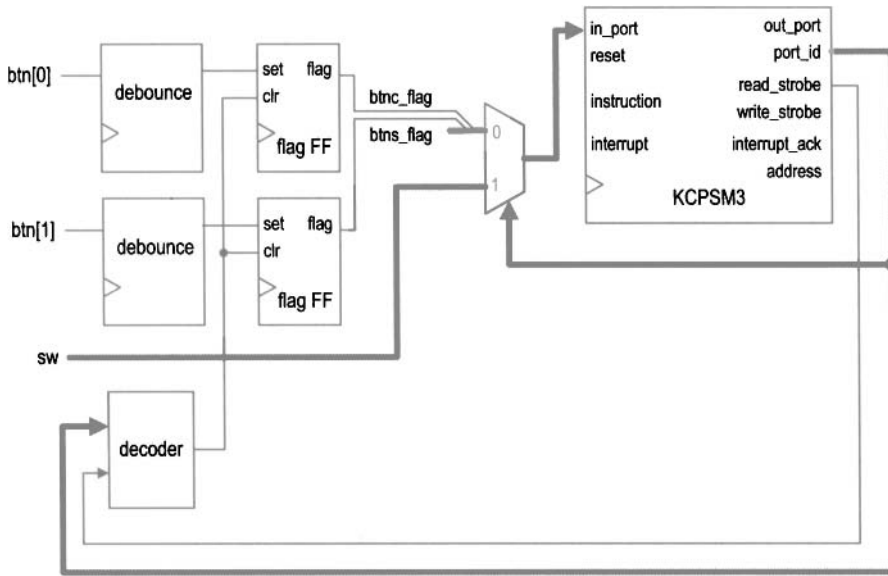 btn[0]
debounce
set
flag
clr
flag FF
btnc_flag
btns_flag
0
1
in_port
out_port
reset
port_id
read_strobe
instruction
write_strobe
interrupt
interrupt_ack
address
KCPSM3
btn[1]
debounce
set
flag
clr
flag FF
sw
decoder